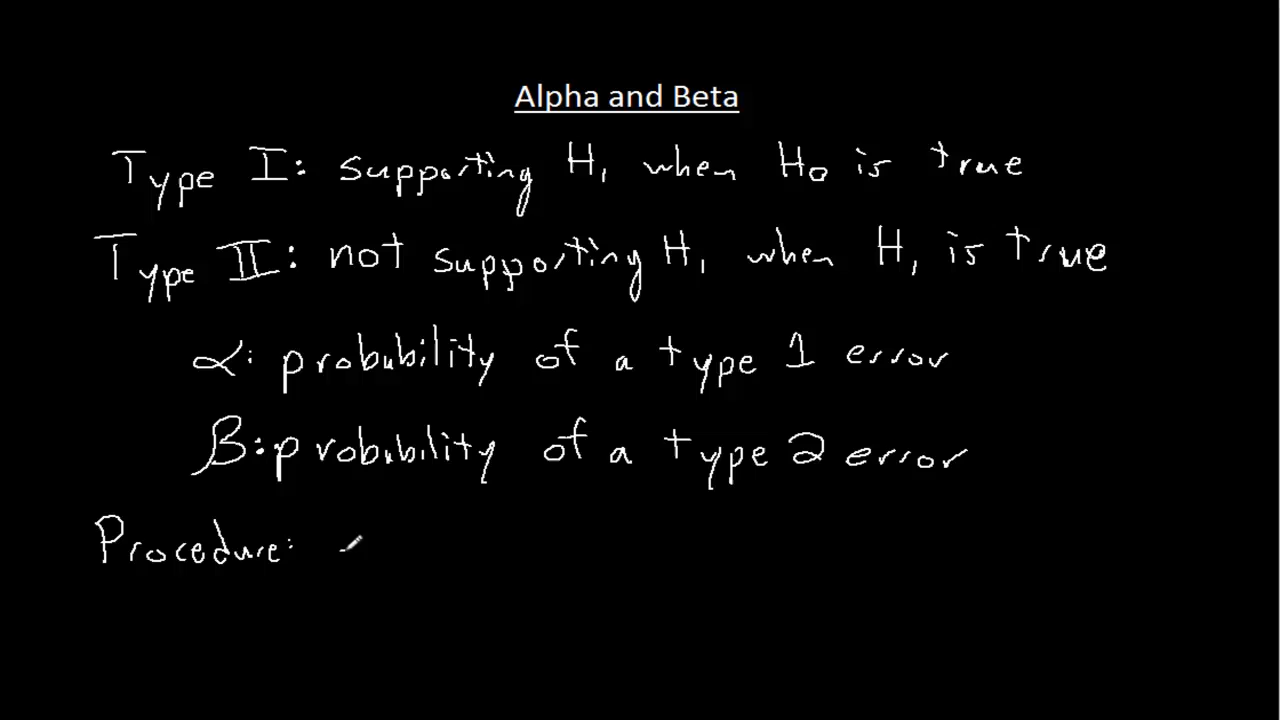 Alpha and Beta
Type I: supporting H₁ when H₀ is true
Type II: not supporting H₁ when H₁ is true
α: probability of a type 1 error
β: probability of a type 2 error
Procedure: